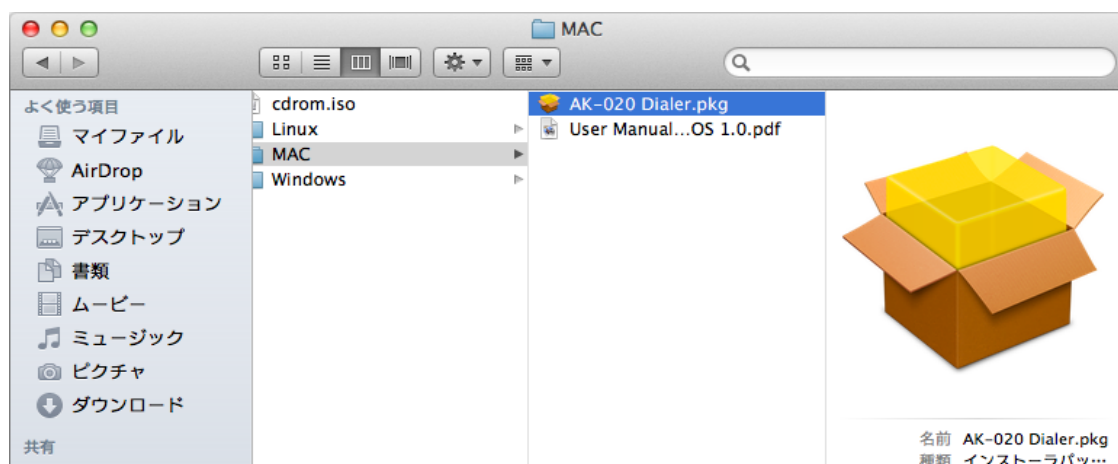 MAC
よく使う項目
マイファイル
AirDrop
アプリケーション
デスクトップ
書類
ムービー
ミュージック
ピクチャ
ダウンロード
共有
cdrom.iso
Linux
MAC
Windows
AK-020 Dialer.pkg
User Manual...OS 1.0.pdf
名前 AK-020 Dialer.pkg
種類 インストーラパッ…